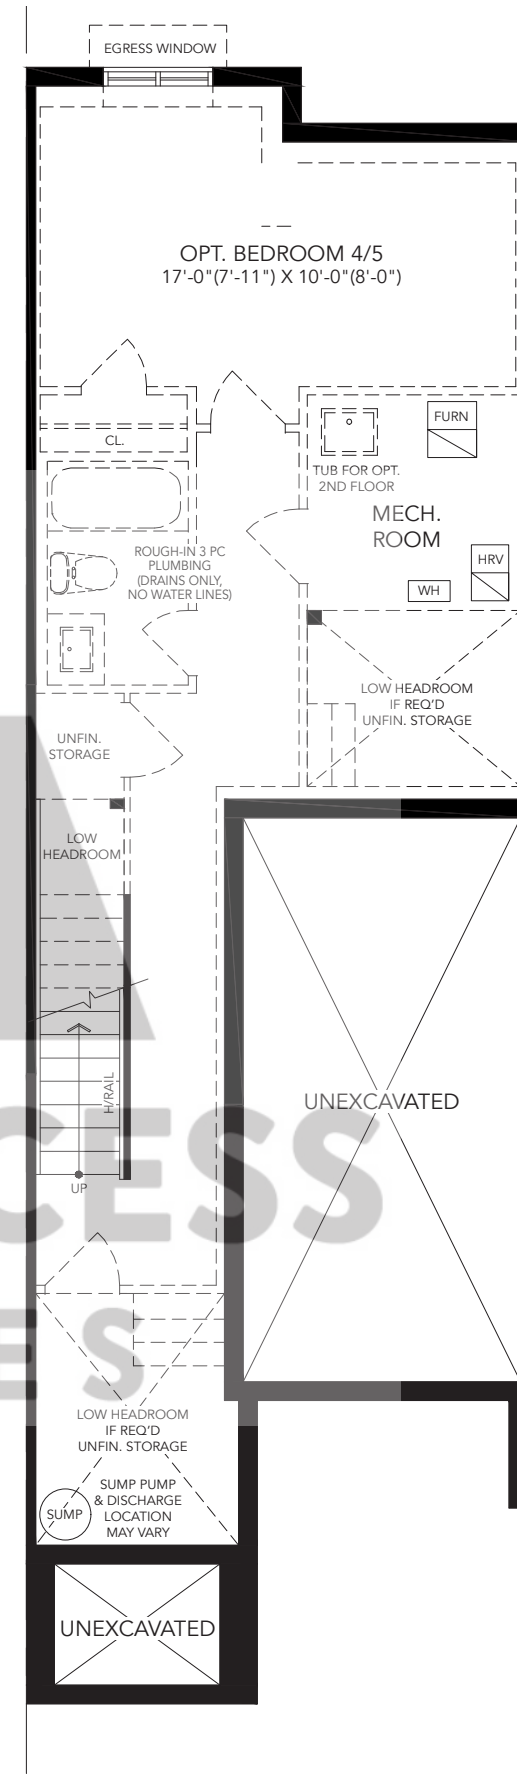 EGRESS WINDOW
OPT. BEDROOM 4/5
17'-0"(7'-11") X 10'-0"(8'-0")
CL.
FURN
TUB FOR OPT.
2ND FLOOR
MECH.
ROOM
ROUGH-IN 3 PC
PLUMBING
(DRAINS ONLY,
NO WATER LINES)
HRV
WH
LOW HEADROOM
IF REQ'D
UNFIN. STORAGE
UNFIN.
STORAGE
LOW
HEADROOM
H/RAIL
UP
UNEXCAVATED
CESS
ES
LOW HEADROOM
IF REQ'D
UNFIN. STORAGE
SUMP PUMP
& DISCHARGE
LOCATION
MAY VARY
SUMP
UNEXCAVATED